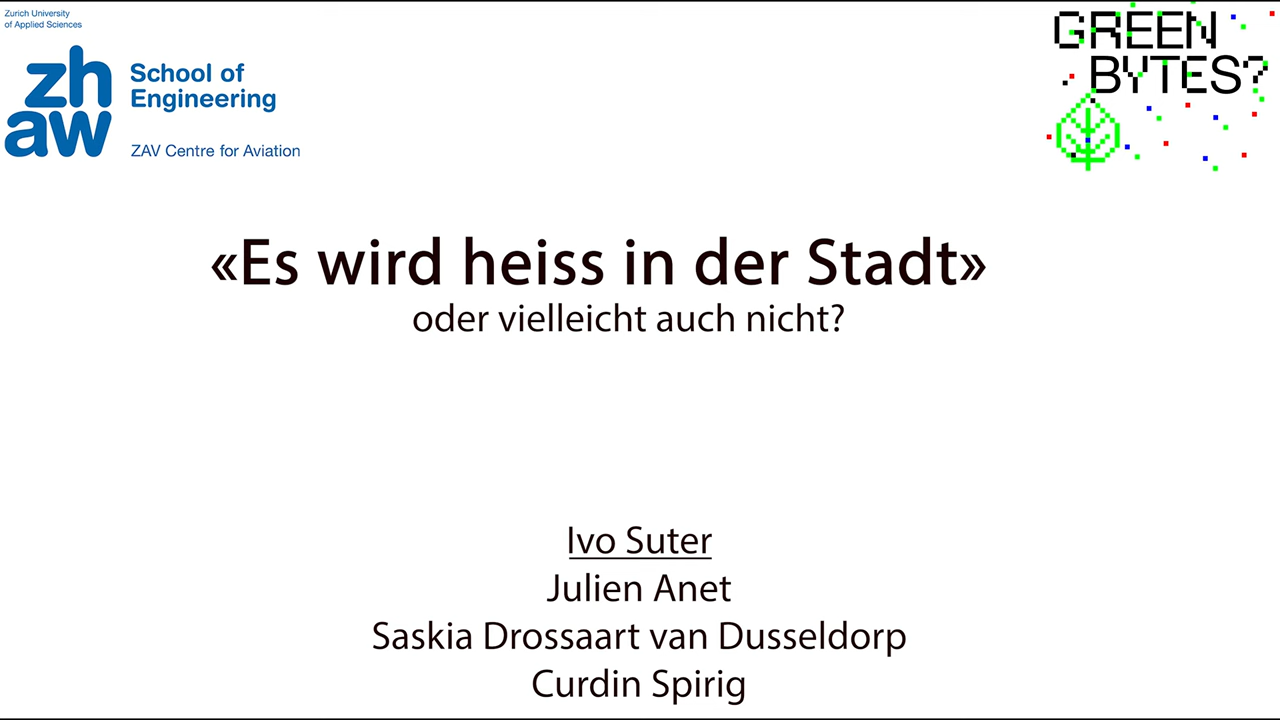 Zurich University
of Applied Sciences
zh
aw
School of
Engineering
ZAV Centre for Aviation
GREEN
BYTES?
«Es wird heiss in der Stadt»
oder vielleicht auch nicht?
Ivo Suter
Julien Anet
Saskia Drossaart van Dusseldorp
Curdin Spirig